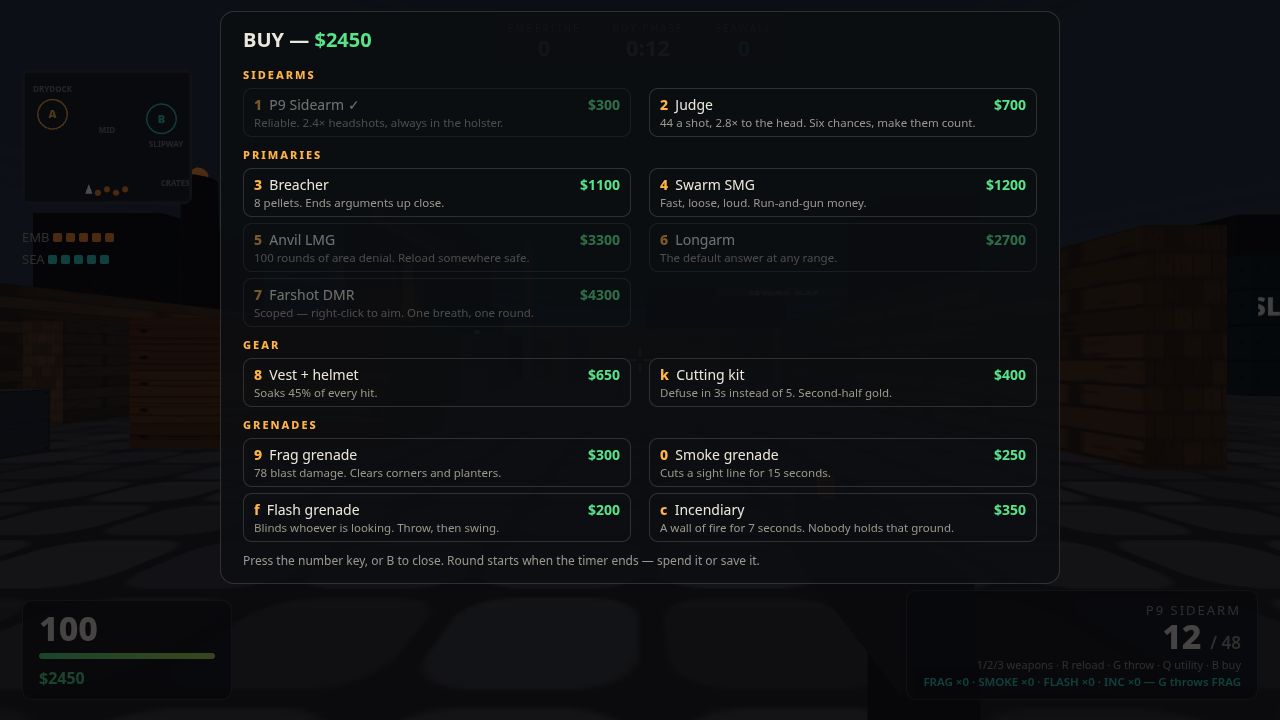 EMBERLINE BUY PHASE SEAWALL
0 0:12 0
BUY — $2450
SIDEARMS
1 P9 Sidearm ✓ $300
Reliable. 2.4× headshots, always in the holster.
2 Judge $700
44 a shot, 2.8× to the head. Six chances, make them count.
PRIMARIES
3 Breacher $1100
8 pellets. Ends arguments up close.
4 Swarm SMG $1200
Fast, loose, loud. Run-and-gun money.
5 Anvil LMG $3300
100 rounds of area denial. Reload somewhere safe.
6 Longarm $2700
The default answer at any range.
7 Farshot DMR $4300
Scoped — right-click to aim. One breath, one round.
GEAR
8 Vest + helmet $650
Soaks 45% of every hit.
k Cutting kit $400
Defuse in 3s instead of 5. Second-half gold.
GRENADES
9 Frag grenade $300
78 blast damage. Clears corners and planters.
0 Smoke grenade $250
Cuts a sight line for 15 seconds.
f Flash grenade $200
Blinds whoever is looking. Throw, then swing.
c Incendiary $350
A wall of fire for 7 seconds. Nobody holds that ground.
Press the number key, or B to close. Round starts when the timer ends — spend it or save it.
DRYDOCK
A
B
MID
SLIPWAY
CRATES
EMB
SEA
SL
100
$2450
P9 SIDEARM
12 / 48
1/2/3 weapons · R reload · G throw · Q utility · B buy
FRAG ×0 · SMOKE ×0 · FLASH ×0 · INC ×0 — G throws FRAG